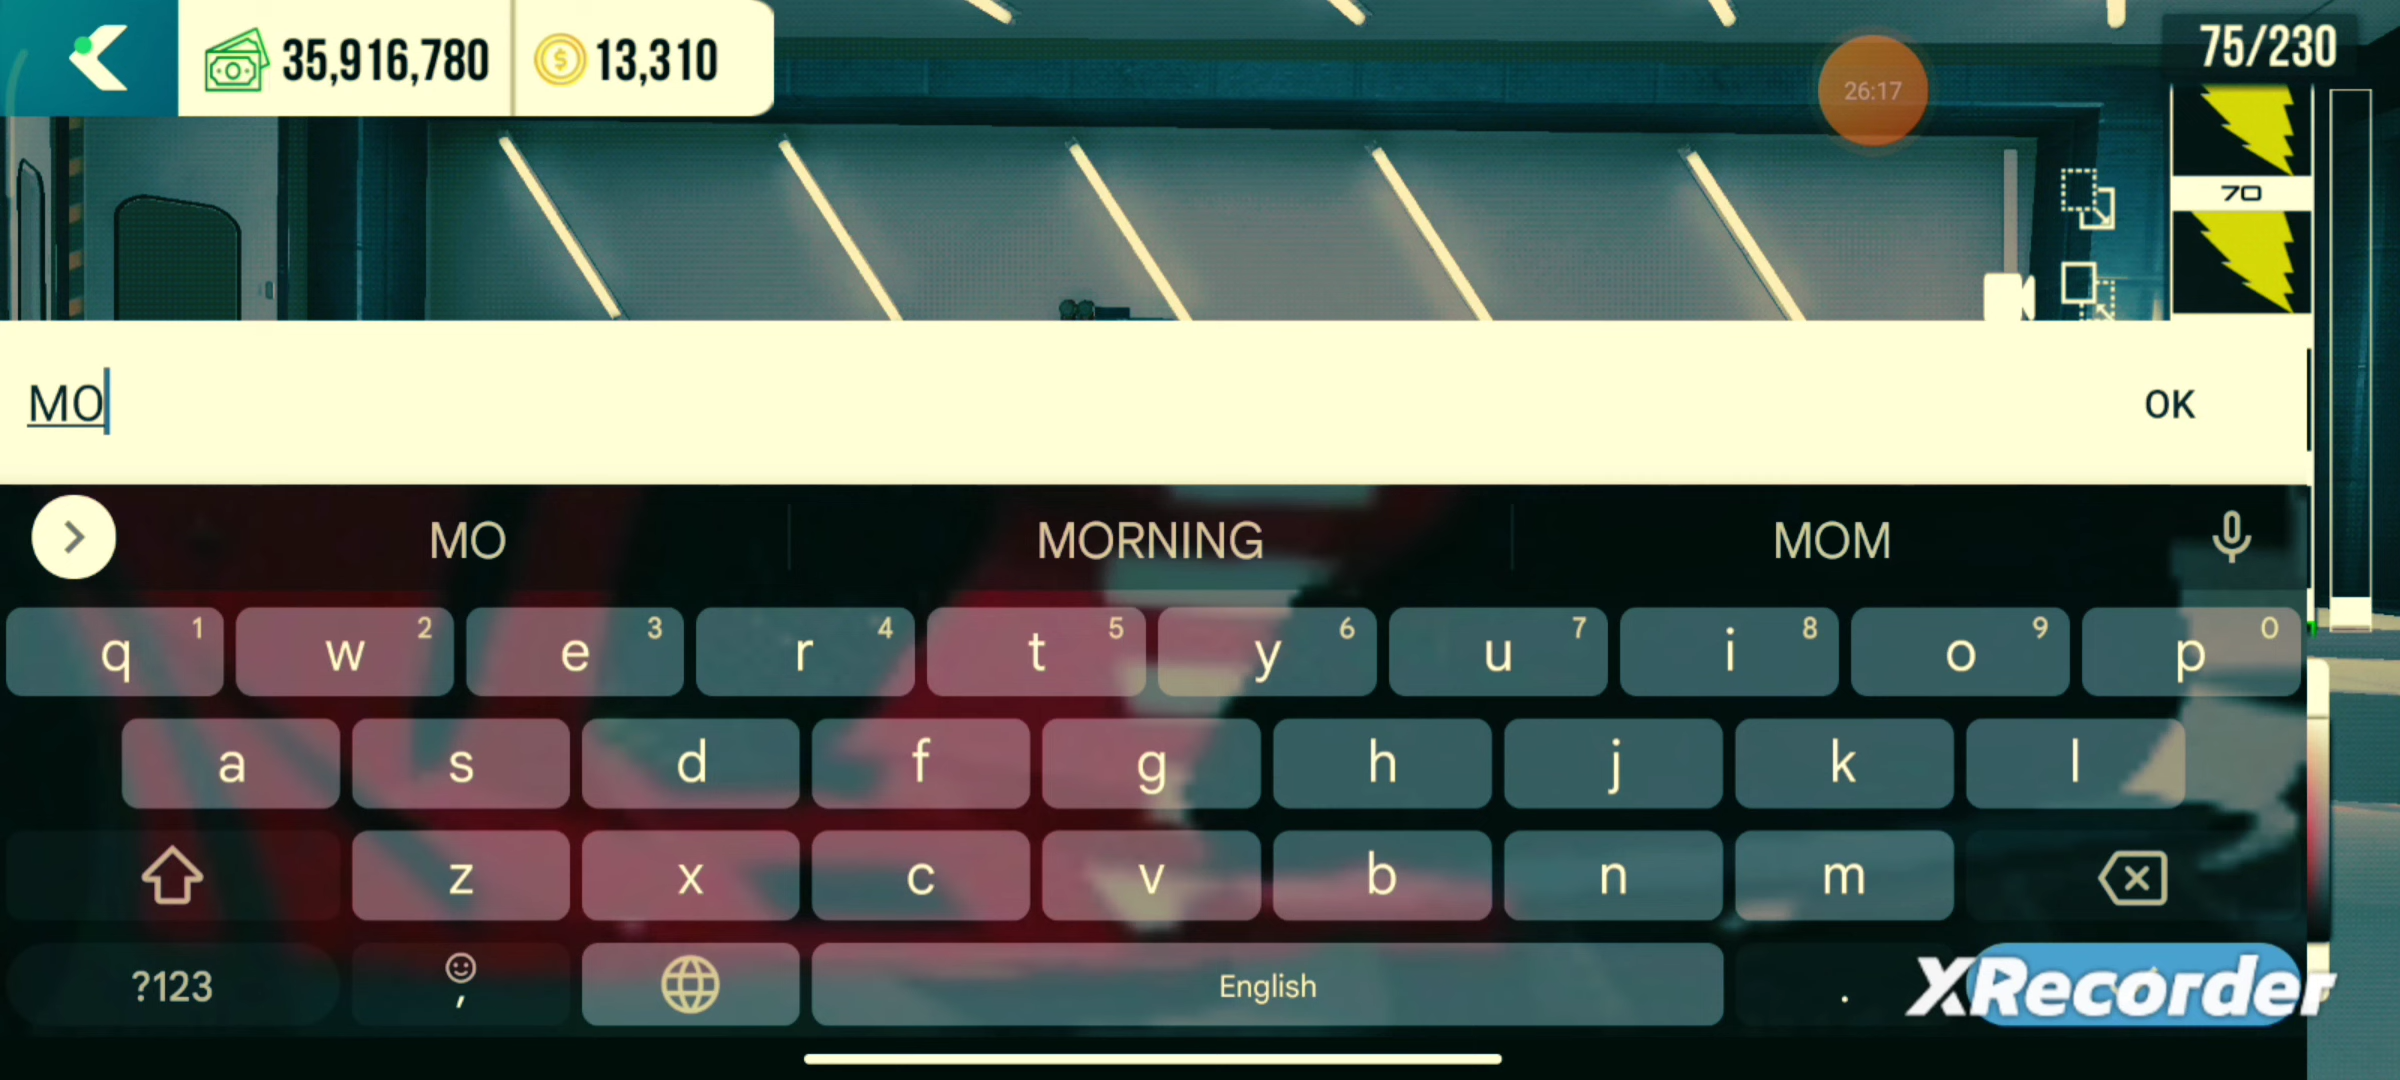 35,916,780 13,310
26:17
75/230
70
MO OK
MO MORNING MOM
q 1 w 2 e 3 r 4 t 5 y 6 u 7 i 8 o 9 p 0
a s d f g h j k l
z x c v b n m
?123 , English .
XRecorder